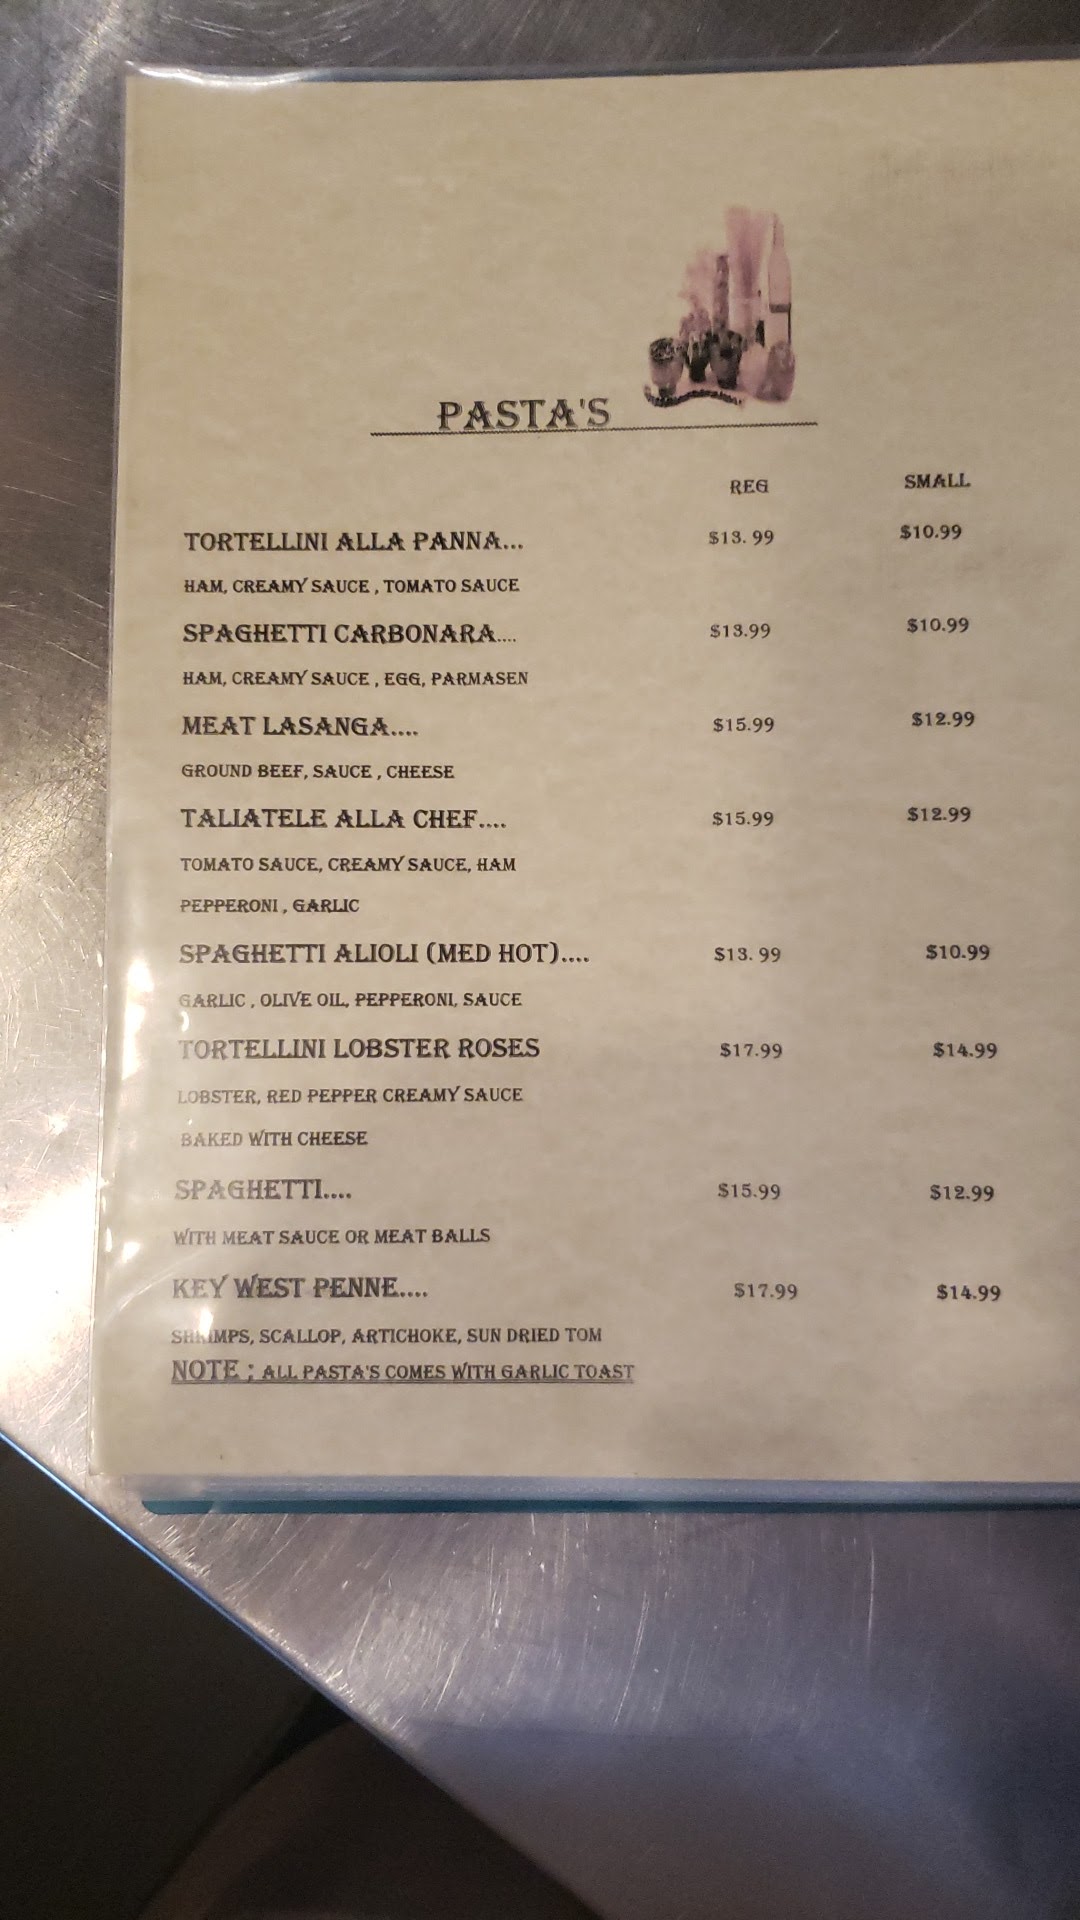 PASTA'S
REG SMALL
TORTELLINI ALLA PANNA... $13. 99 $10.99
HAM, CREAMY SAUCE , TOMATO SAUCE
SPAGHETTI CARBONARA.... $13.99 $10.99
HAM, CREAMY SAUCE , EGG, PARMASEN
MEAT LASANGA.... $15.99 $12.99
GROUND BEEF, SAUCE , CHEESE
TALIATELE ALLA CHEF.... $15.99 $12.99
TOMATO SAUCE, CREAMY SAUCE, HAM
PEPPERONI , GARLIC
SPAGHETTI ALIOLI (MED HOT).... $13. 99 $10.99
GARLIC , OLIVE OIL, PEPPERONI, SAUCE
TORTELLINI LOBSTER ROSES $17.99 $14.99
LOBSTER, RED PEPPER CREAMY SAUCE
BAKED WITH CHEESE
SPAGHETTI.... $15.99 $12.99
WITH MEAT SAUCE OR MEAT BALLS
KEY WEST PENNE.... $17.99 $14.99
SHRIMPS, SCALLOP, ARTICHOKE, SUN DRIED TOM
NOTE ; ALL PASTA'S COMES WITH GARLIC TOAST